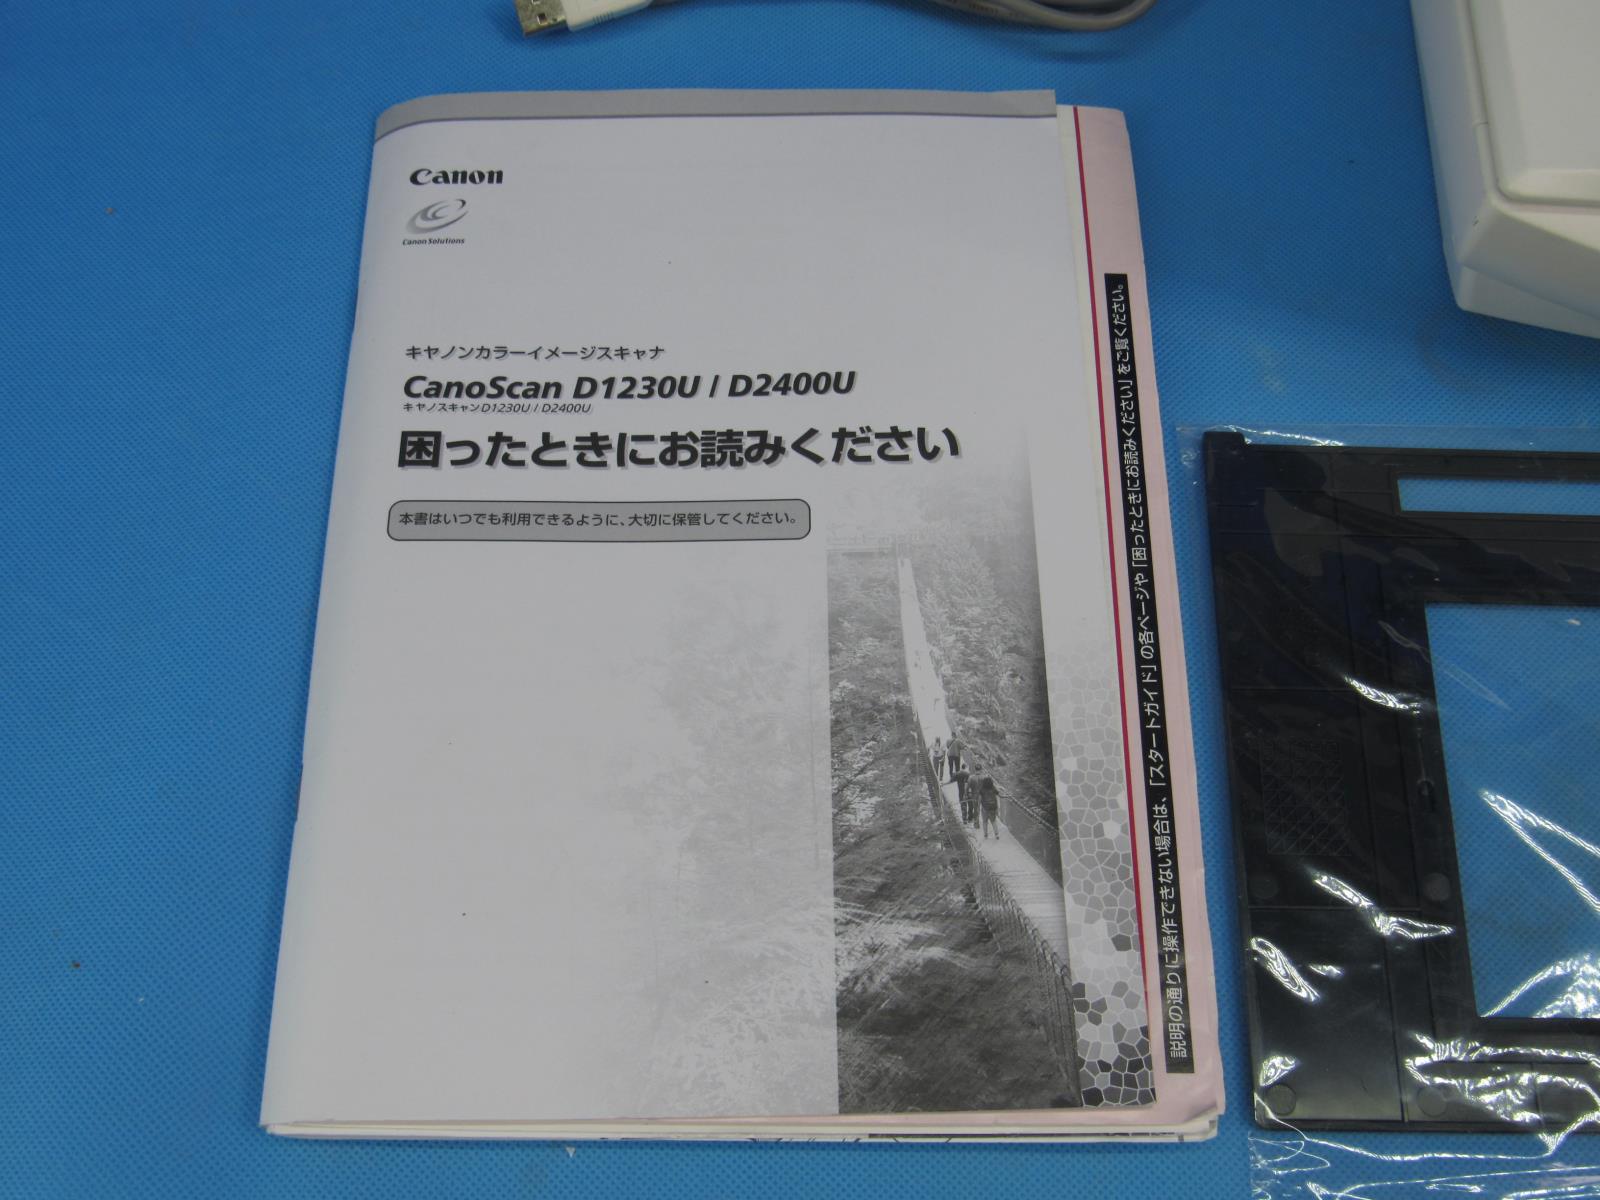 Canon
Canon Solutions
キヤノンカラーイメージスキャナ
CanoScan D1230U / D2400U
キヤノスキャンD1230U / D2400U
困ったときにお読みください
本書はいつでも利用できるように、大切に保管してください。
説明の通りに操作できない場合は、「スタートガイド」の各ページや「困ったときにお読みください」をご覧ください。